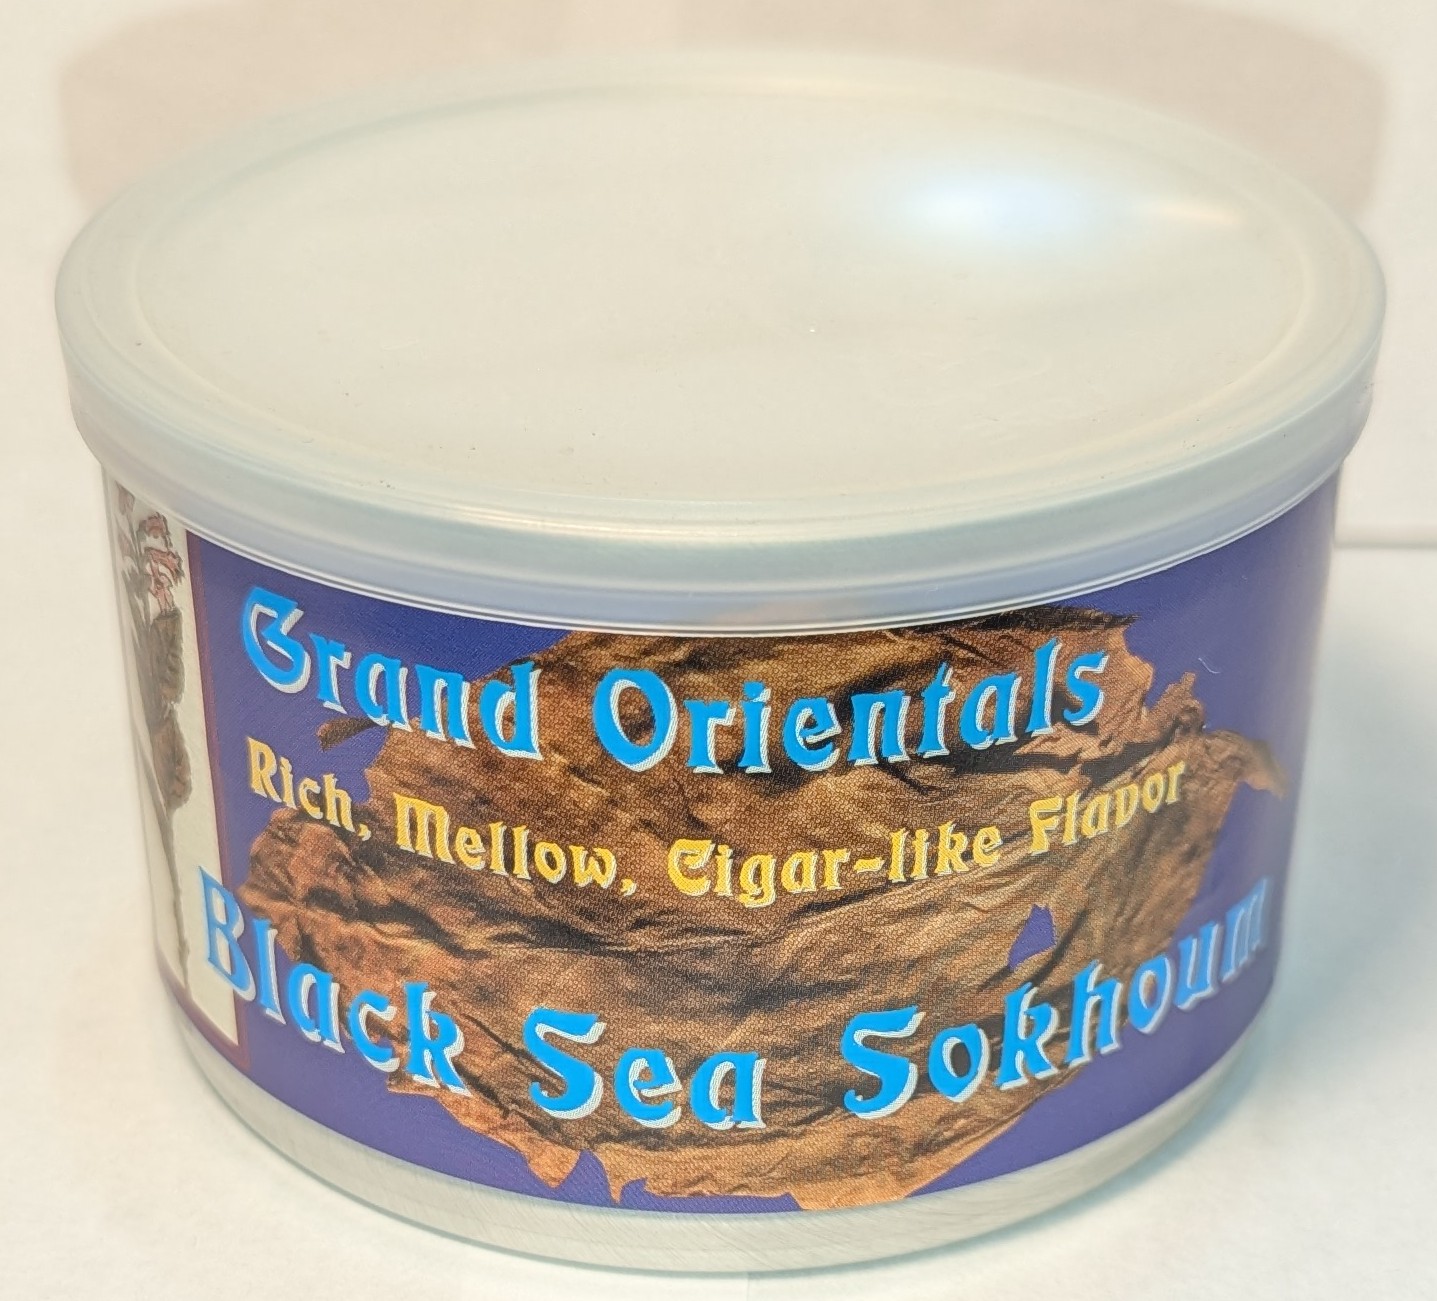 Grand Orientals
Rich, Mellow, Cigar-like Flavor
Black Sea Sokhoum